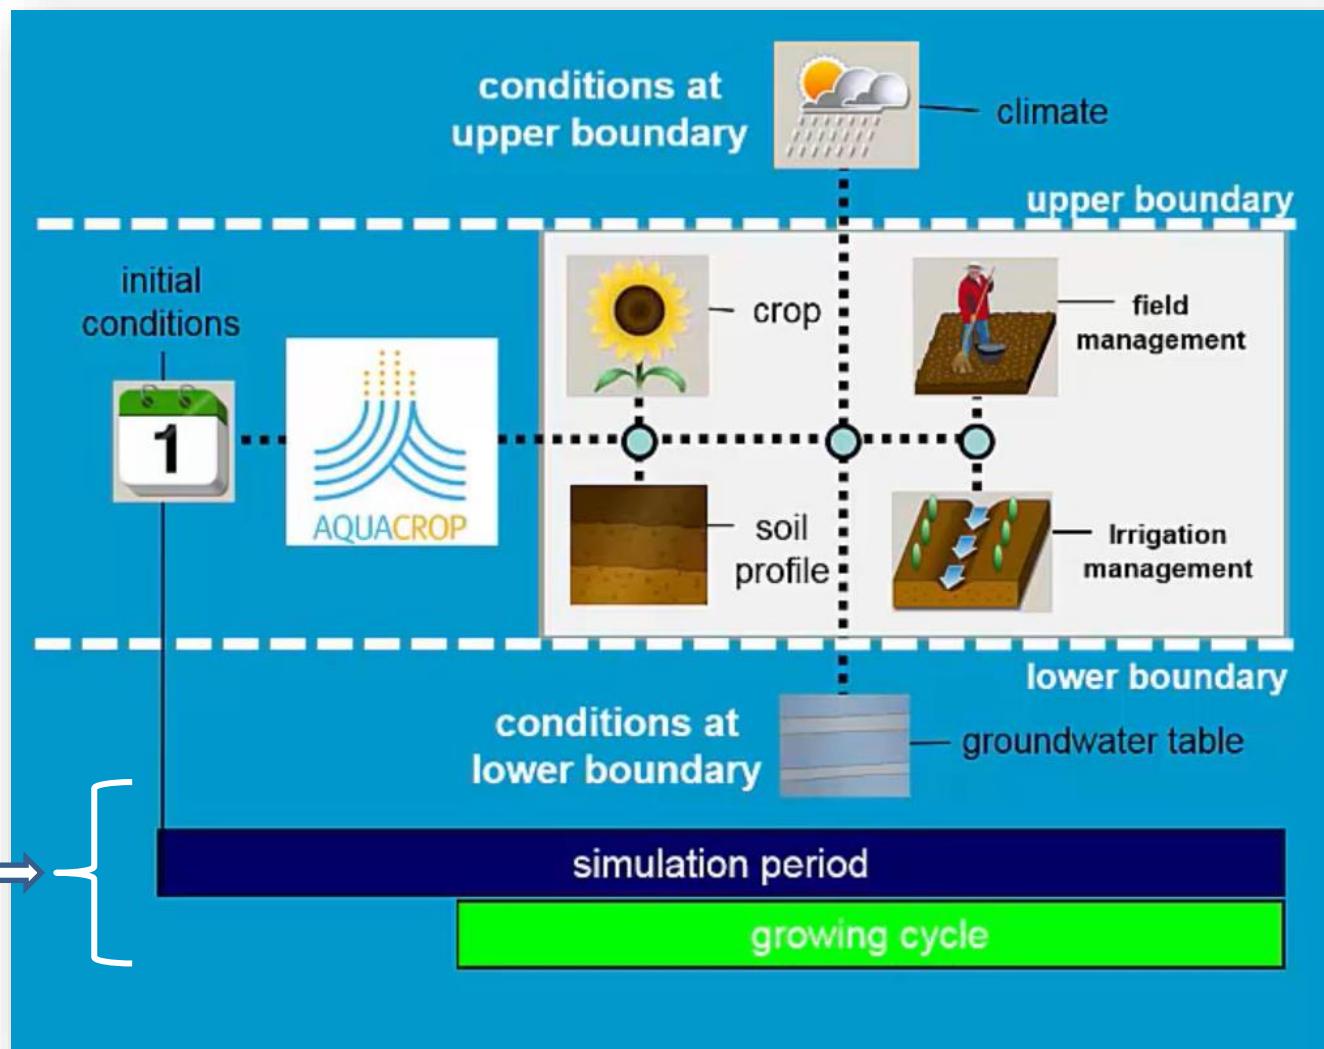 conditions at
upper boundary
climate
upper boundary
initial
conditions
1
AQUACROP
crop
field
management
soil
profile
Irrigation
management
lower boundary
conditions at
lower boundary
groundwater table
simulation period
growing cycle